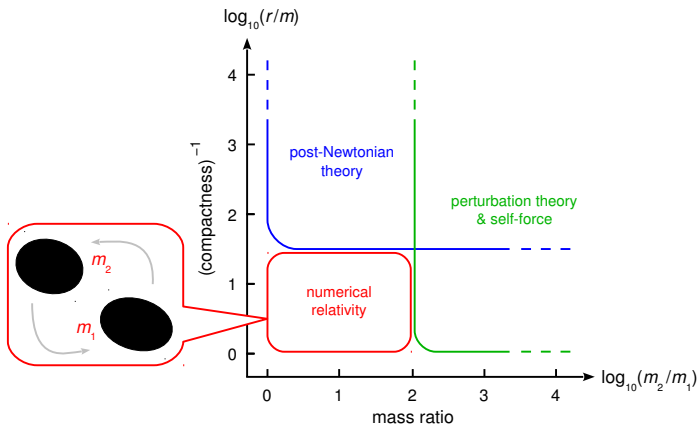 log₁₀(r/m)
4
3
2
1
0
(compactness)⁻¹
post-Newtonian
theory
perturbation theory
& self-force
numerical
relativity
m₂
m₁
0
1
2
3
4
log₁₀(m₂/m₁)
mass ratio